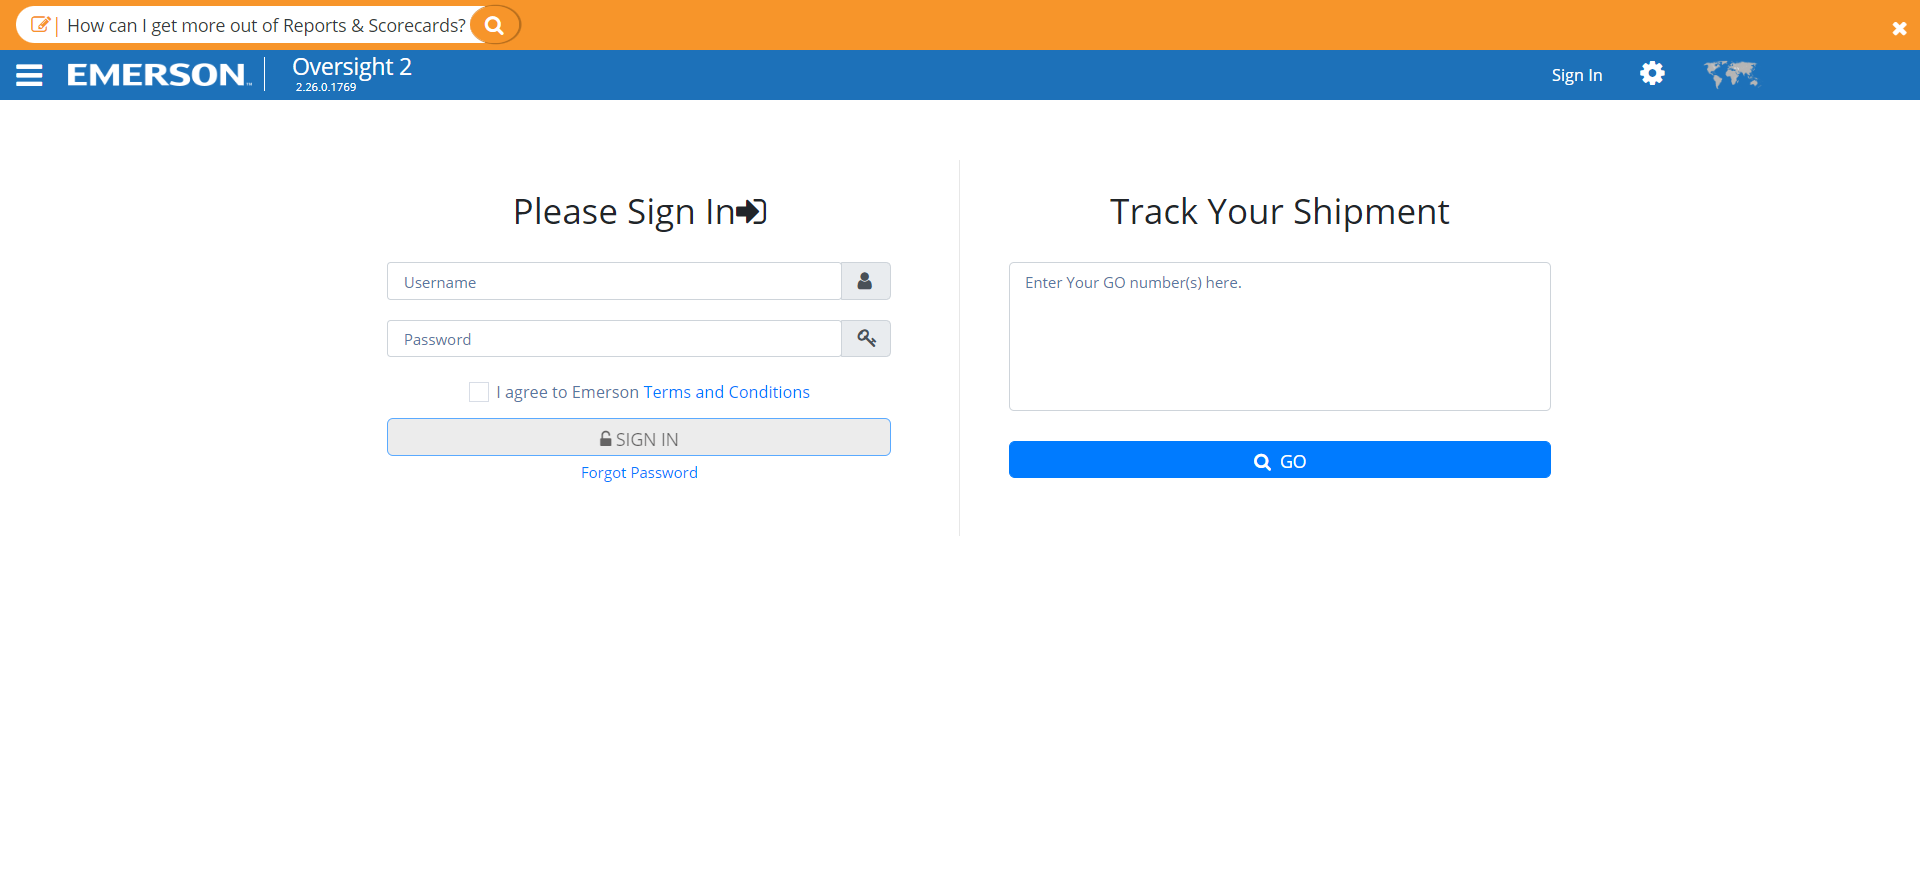 How can I get more out of Reports & Scorecards?
EMERSON
Oversight 2
2.26.0.1769
Sign In
Please Sign In
Username
Password
I agree to Emerson Terms and Conditions
SIGN IN
Forgot Password
Track Your Shipment
Enter Your GO number(s) here.
GO